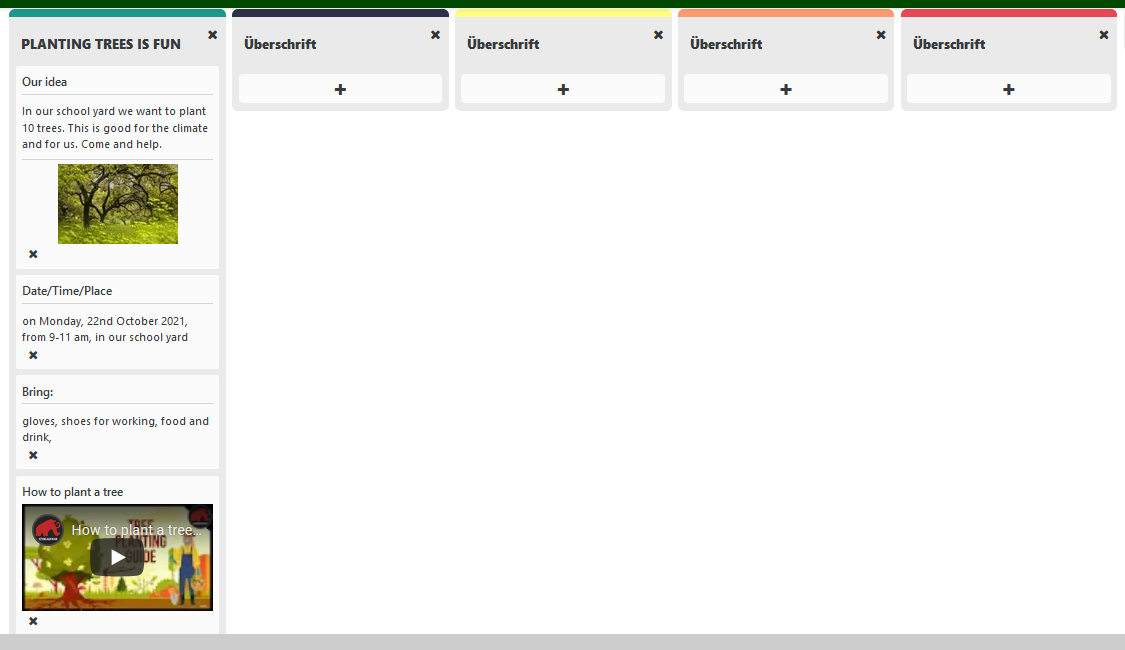 PLANTING TREES IS FUN
Our idea
In our school yard we want to plant
10 trees. This is good for the climate
and for us. Come and help.
Date/Time/Place
on Monday, 22nd October 2021,
from 9-11 am, in our school yard
Bring:
gloves, shoes for working, food and
drink,
How to plant a tree
How to plant a tree...
TREE
PLANTING
GUIDE
Überschrift
Überschrift
Überschrift
Überschrift